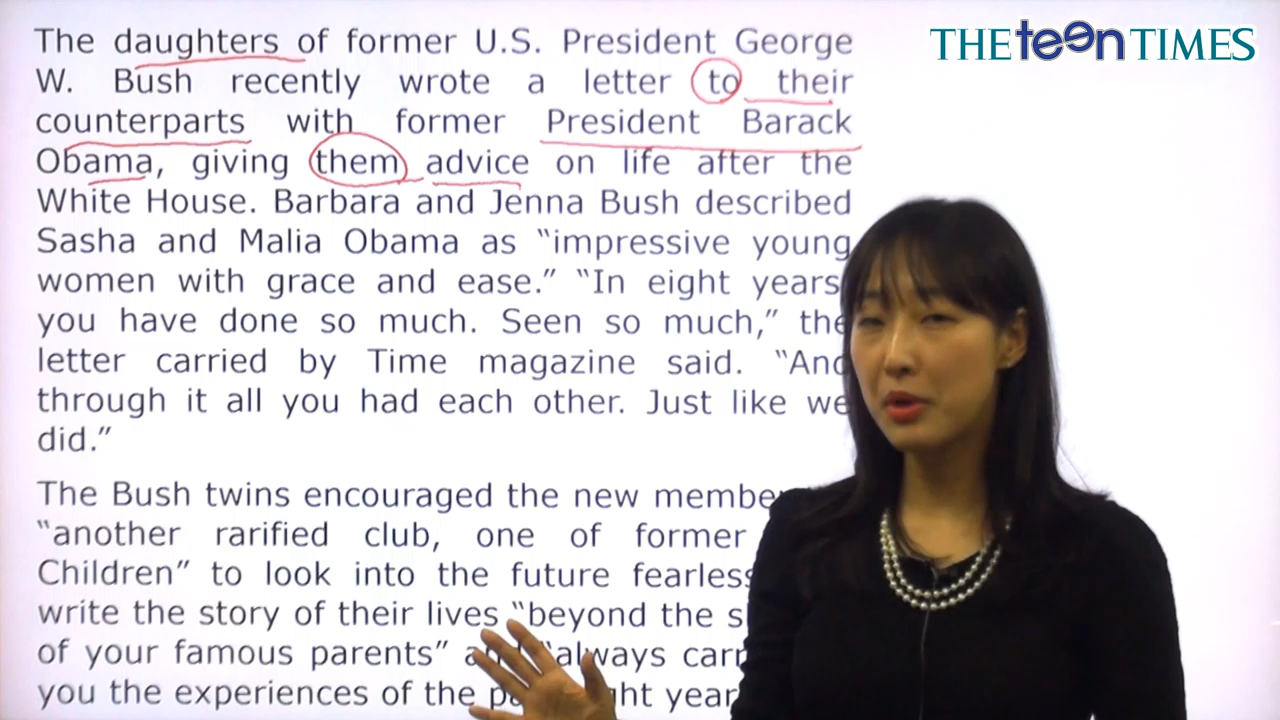 THE teen TIMES
The daughters of former U.S. President George
W. Bush recently wrote a letter to their
counterparts with former President Barack
Obama, giving them advice on life after the
White House. Barbara and Jenna Bush described
Sasha and Malia Obama as “impressive young
women with grace and ease.” “In eight years
you have done so much. Seen so much,” the
letter carried by Time magazine said. “And
through it all you had each other. Just like we
did.”
The Bush twins encouraged the new
“another rarified club, one of former
Children” to look into the future
write the story of their lives “beyond the
of your famous parents” “always
you the experiences of the